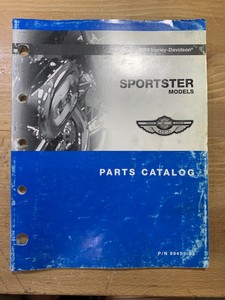 Harley-Davidson®
SPORTSTER
MODELS
PARTS CATALOG